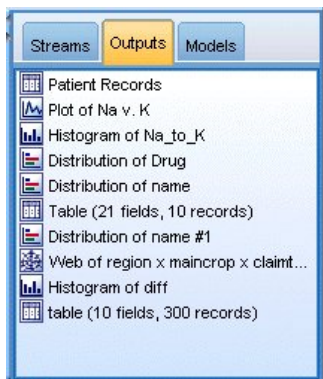 Streams Outputs Models
Patient Records
Plot of Na v. K
Histogram of Na_to_K
Distribution of Drug
Distribution of name
Table (21 fields, 10 records)
Distribution of name #1
Web of region x maincrop x claimt...
Histogram of diff
table (10 fields, 300 records)